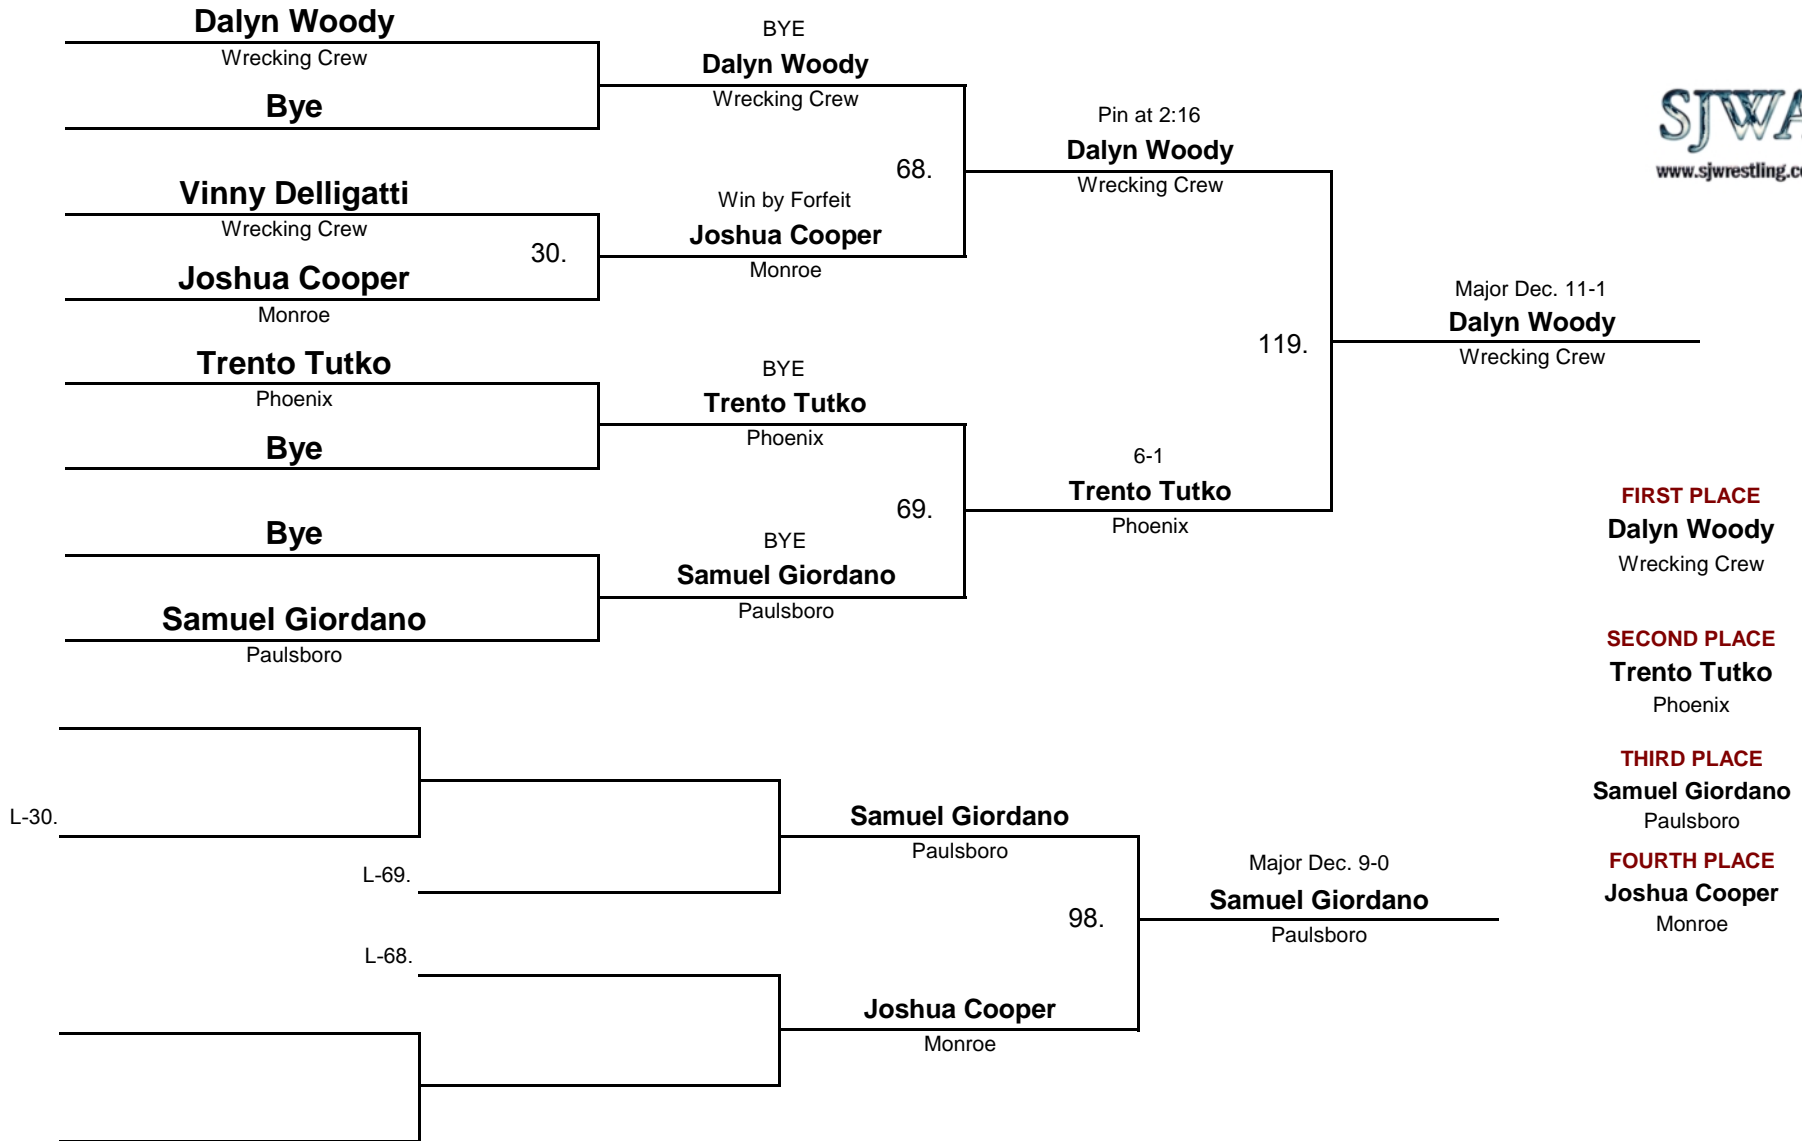 Dalyn Woody
Wrecking Crew
Bye
Vinny Delligatti
Wrecking Crew
30.
Joshua Cooper
Monroe
Trento Tutko
Phoenix
Bye
Bye
Samuel Giordano
Paulsboro
BYE
Dalyn Woody
Wrecking Crew
68.
Win by Forfeit
Joshua Cooper
Monroe
BYE
Trento Tutko
Phoenix
69.
BYE
Samuel Giordano
Paulsboro
Pin at 2:16
Dalyn Woody
Wrecking Crew
119.
6-1
Trento Tutko
Phoenix
Major Dec. 11-1
Dalyn Woody
Wrecking Crew
SJWA
www.sjwrestling.co
FIRST PLACE
Dalyn Woody
Wrecking Crew
SECOND PLACE
Trento Tutko
Phoenix
THIRD PLACE
Samuel Giordano
Paulsboro
FOURTH PLACE
Joshua Cooper
Monroe
L-30.
L-69.
L-68.
Samuel Giordano
Paulsboro
98.
Joshua Cooper
Monroe
Major Dec. 9-0
Samuel Giordano
Paulsboro